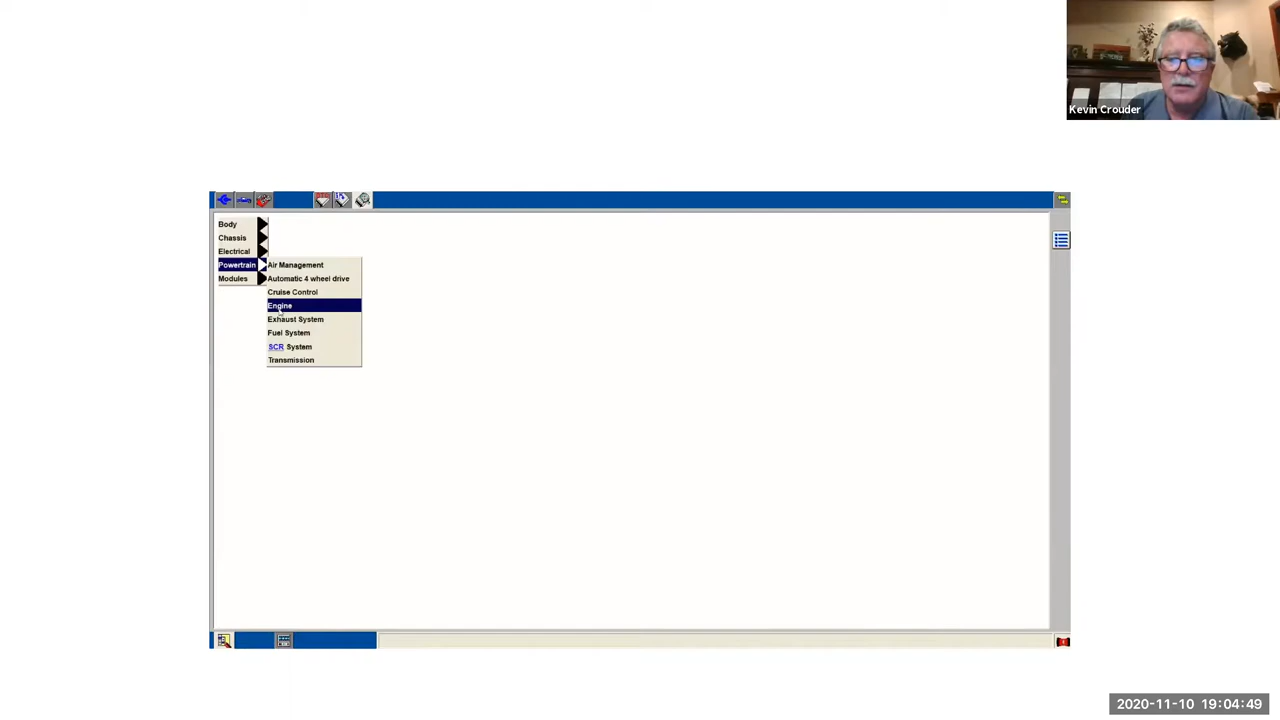 Kevin Crouder
Body
Chassis
Electrical
Powertrain
Modules
Air Management
Automatic 4 wheel drive
Cruise Control
Engine
Exhaust System
Fuel System
SCR System
Transmission
2020-11-10 19:04:49